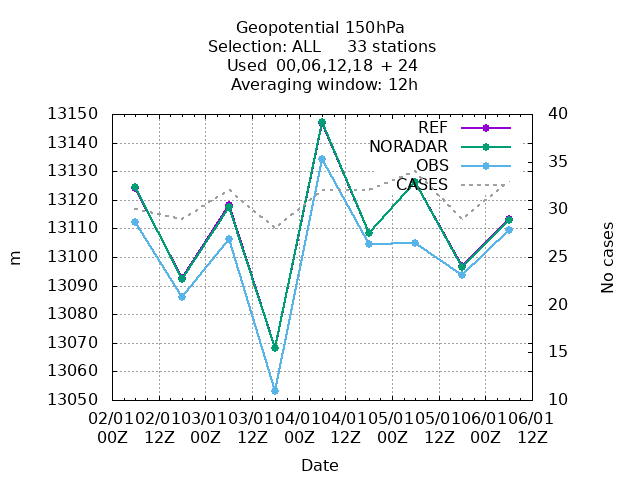 Geopotential 150hPa
Selection: ALL 33 stations
Used 00,06,12,18 + 24
Averaging window: 12h
REF
NORADAR
OBS
CASES
13150
13140
13130
13120
13110
13100
13090
13080
13070
13060
13050
m
40
35
30
25
20
15
10
No cases
02/01 02/01 03/01 03/01 04/01 04/01 05/01 05/01 06/01 06/01
00Z 12Z 00Z 12Z 00Z 12Z 00Z 12Z 00Z 12Z
Date